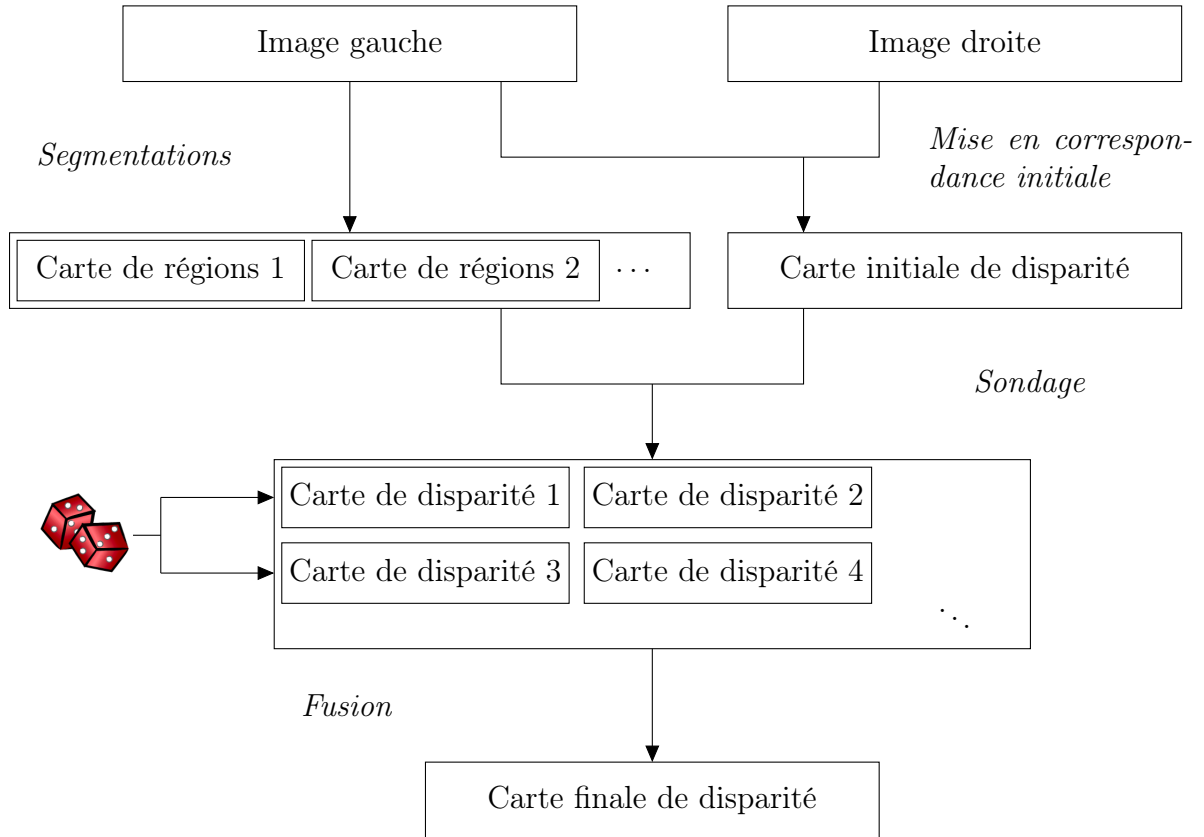 Image gauche
Image droite
Segmentations
Mise en correspon-
dance initiale
Carte de régions 1
Carte de régions 2
· · ·
Carte initiale de disparité
Sondage
Carte de disparité 1
Carte de disparité 2
Carte de disparité 3
Carte de disparité 4
⋱
Fusion
Carte finale de disparité